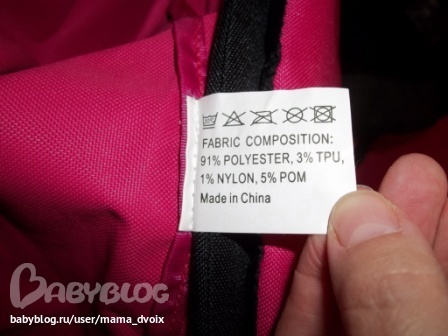 FABRIC COMPOSITION:
91% POLYESTER, 3% TPU,
1% NYLON, 5% POM
Made in China
BABYBLOG
babyblog.ru/user/mama_dvoix